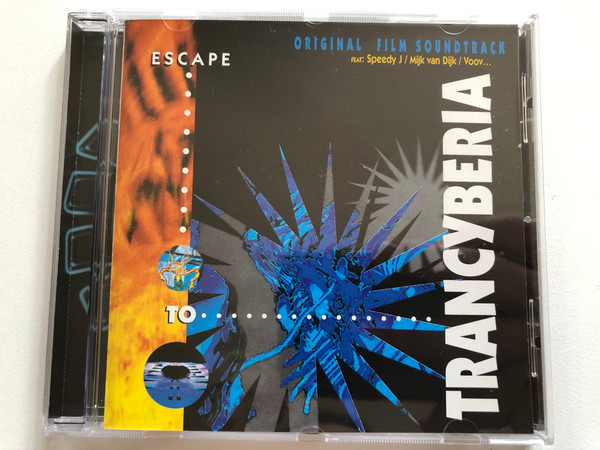 ORIGINAL FILM SOUNDTRACK
FEAT: Speedy J / Mijk van Dijk / Voov...
ESCAPE
TO
TRANCYBERIA